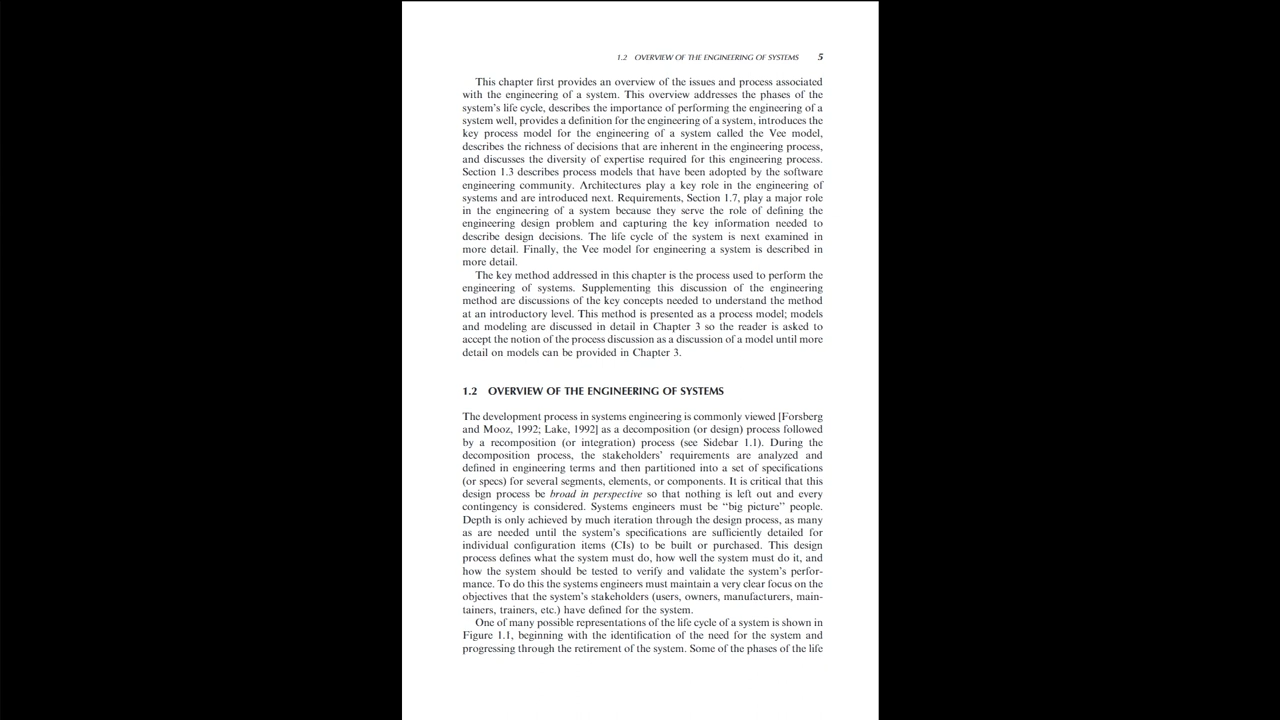 1.2 OVERVIEW OF THE ENGINEERING OF SYSTEMS 5
This chapter first provides an overview of the issues and process associated
with the engineering of a system. This overview addresses the phases of the
system's life cycle, describes the importance of performing the engineering of a
system well, provides a definition for the engineering of a system, introduces the
key process model for the engineering of a system called the Vee model,
describes the richness of decisions that are inherent in the engineering process,
and discusses the diversity of expertise required for this engineering process.
Section 1.3 describes process models that have been adopted by the software
engineering community. Architectures play a key role in the engineering of
systems and are introduced next. Requirements, Section 1.7, play a major role
in the engineering of a system because they serve the role of defining the
engineering design problem and capturing the key information needed to
describe design decisions. The life cycle of the system is next examined in
more detail. Finally, the Vee model for engineering a system is described in
more detail.
The key method addressed in this chapter is the process used to perform the
engineering of systems. Supplementing this discussion of the engineering
method are discussions of the key concepts needed to understand the method
at an introductory level. This method is presented as a process model; models
and modeling are discussed in detail in Chapter 3 so the reader is asked to
accept the notion of the process discussion as a discussion of a model until more
detail on models can be provided in Chapter 3.
1.2 OVERVIEW OF THE ENGINEERING OF SYSTEMS
The development process in systems engineering is commonly viewed [Forsberg
and Mooz, 1992; Lake, 1992] as a decomposition (or design) process followed
by a recomposition (or integration) process (see Sidebar 1.1). During the
decomposition process, the stakeholders' requirements are analyzed and
defined in engineering terms and then partitioned into a set of specifications
(or specs) for several segments, elements, or components. It is critical that this
design process be broad in perspective so that nothing is left out and every
contingency is considered. Systems engineers must be ‘‘big picture’’ people.
Depth is only achieved by much iteration through the design process, as many
as are needed until the system's specifications are sufficiently detailed for
individual configuration items (CIs) to be built or purchased. This design
process defines what the system must do, how well the system must do it, and
how the system should be tested to verify and validate the system's perfor-
mance. To do this the systems engineers must maintain a very clear focus on the
objectives that the system's stakeholders (users, owners, manufacturers, main-
tainers, trainers, etc.) have defined for the system.
One of many possible representations of the life cycle of a system is shown in
Figure 1.1, beginning with the identification of the need for the system and
progressing through the retirement of the system. Some of the phases of the life